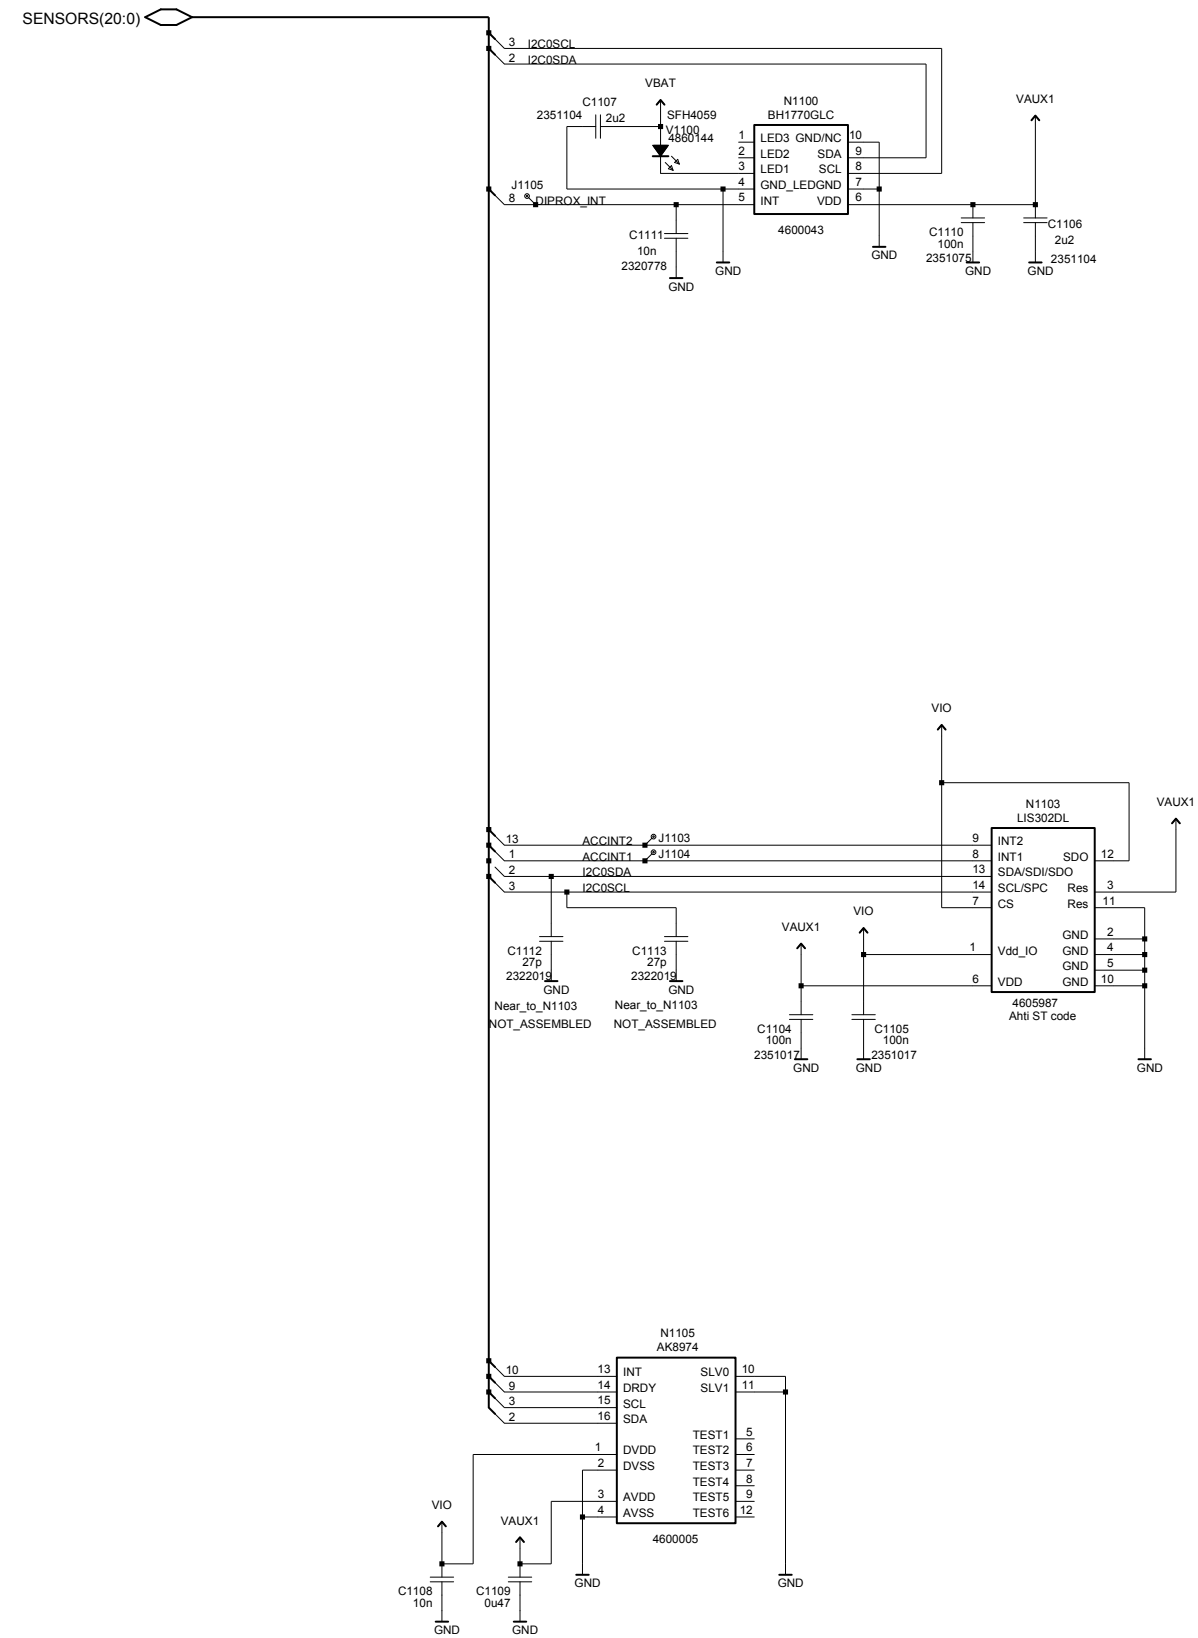 SENSORS(20:0)
3 I2C0SCL
2 I2C0SDA
VBAT
C1107
2351104 2u2
SFH4059
V1100
4860144
N1100
BH1770GLC
VAUX1
1 LED3 GND/NC 10
2 LED2 SDA 9
3 LED1 SCL 8
4 GND_LEDGND 7
5 INT VDD 6
4600043
J1105
8 DIPROX_INT
C1111
10n
2320778
GND
GND
GND
C1110
100n
2351075
GND
C1106
2u2
2351104
GND
VIO
N1103
LIS302DL
VAUX1
13 ACCINT2 J1103
1 ACCINT1 J1104
2 I2C0SDA
3 I2C0SCL
9 INT2
8 INT1 SDO 12
13 SDA/SDI/SDO
14 SCL/SPC Res 3
7 CS Res 11
GND 2
1 Vdd_IO GND 4
GND 5
6 VDD GND 10
4605987
Ahti ST code
GND
C1112
27p
2322019
GND
Near_to_N1103
NOT_ASSEMBLED
C1113
27p
2322019
GND
Near_to_N1103
NOT_ASSEMBLED
VAUX1
VIO
C1104
100n
2351017
GND
C1105
100n
2351017
GND
N1105
AK8974
10 13 INT SLV0 10
9 14 DRDY SLV1 11
3 15 SCL
2 16 SDA
TEST1 5
1 DVDD TEST2 6
2 DVSS TEST3 7
TEST4 8
3 AVDD TEST5 9
4 AVSS TEST6 12
4600005
VIO
VAUX1
C1108
10n
GND
C1109
0u47
GND
GND
GND